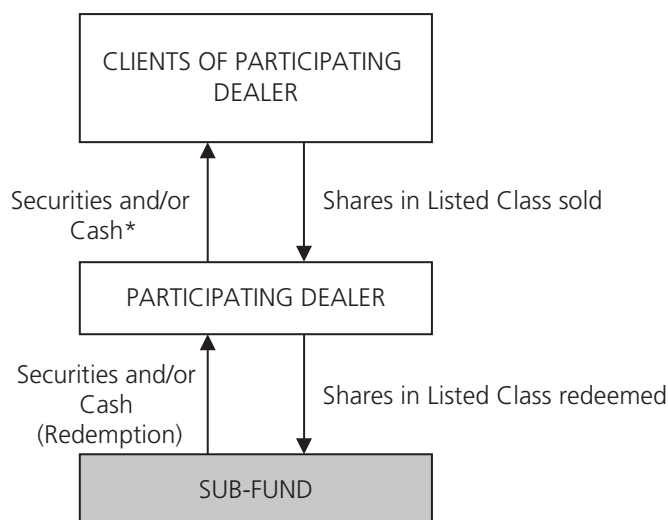 CLIENTS OF PARTICIPATING
DEALER
Securities and/or
Cash*
Shares in Listed Class sold
PARTICIPATING DEALER
Securities and/or
Cash
(Redemption)
Shares in Listed Class redeemed
SUB-FUND